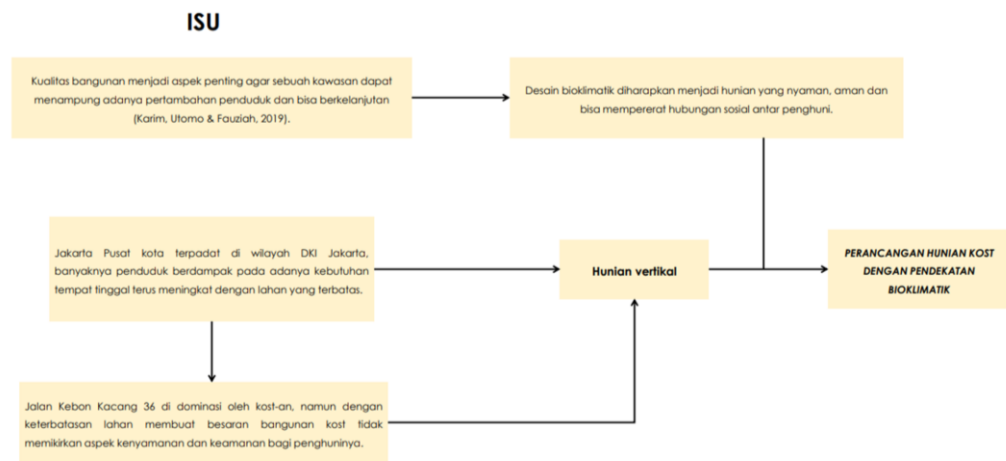 ISU
Kualitas bangunan menjadi aspek penting agar sebuah kawasan dapat
menampung adanya pertambahan penduduk dan bisa berkelanjutan
(Karim, Utomo & Fauziah, 2019).
Desain bioklimatik diharapkan menjadi hunian yang nyaman, aman dan
bisa mempererat hubungan sosial antar penghuni.
Jakarta Pusat kota terpadat di wilayah DKI Jakarta,
banyaknya penduduk berdampak pada adanya kebutuhan
tempat tinggal terus meningkat dengan lahan yang terbatas.
Hunian vertikal
PERANCANGAN HUNIAN KOST
DENGAN PENDEKATAN
BIOKLIMATIK
Jalan Kebon Kacang 36 di dominasi oleh kost-an, namun dengan
keterbatasan lahan membuat besaran bangunan kost tidak
memikirkan aspek kenyamanan dan keamanan bagi penghuninya.